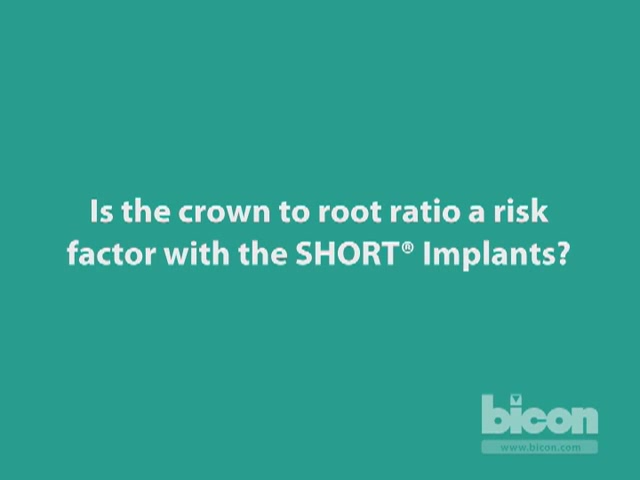 Is the crown to root ratio a risk
factor with the SHORT® Implants?
bicon
www.bicon.com